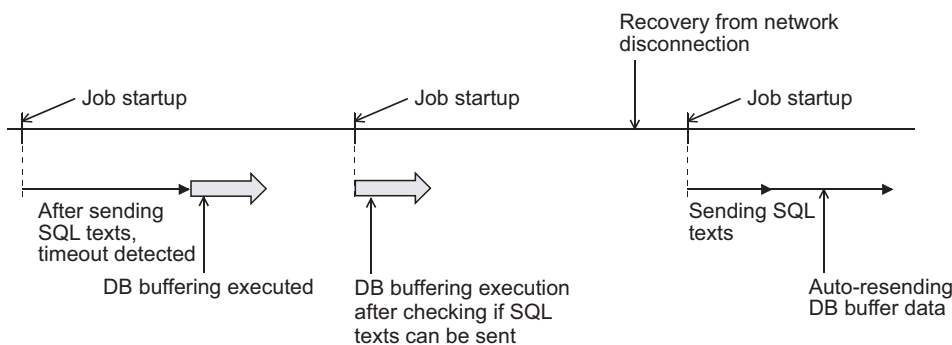 Recovery from network
disconnection
Job startup
Job startup
Job startup
After sending
SQL texts,
timeout detected
DB buffering executed
DB buffering execution
after checking if SQL
texts can be sent
Sending SQL
texts
Auto-resending
DB buffer data